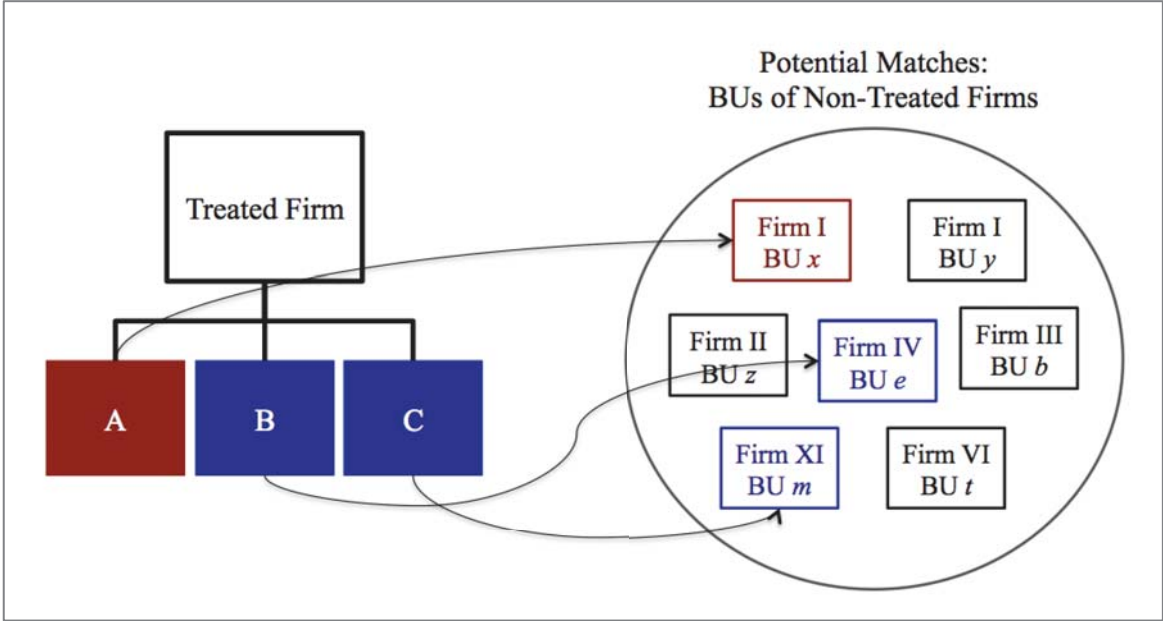 Potential Matches:
BUs of Non-Treated Firms
Treated Firm
A
B
C
Firm I
BU x
Firm I
BU y
Firm II
BU z
Firm IV
BU e
Firm III
BU b
Firm XI
BU m
Firm VI
BU t